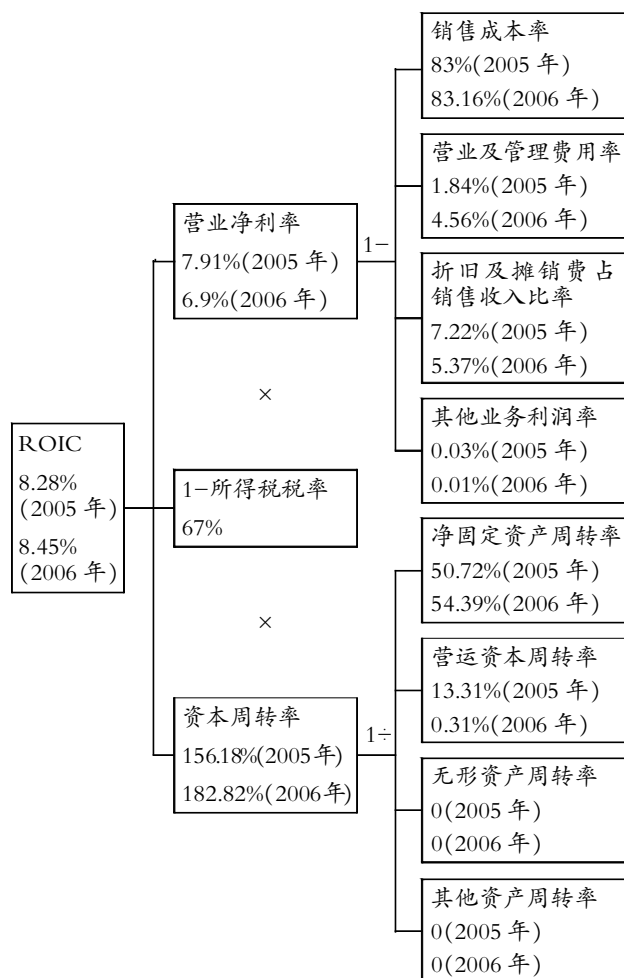 销售成本率
83%(2005 年)
83.16%(2006 年)
营业及管理费用率
1.84%(2005 年)
4.56%(2006 年)
营业净利率
7.91%(2005 年)
6.9%(2006 年)
1−
折旧及摊销费占
销售收入比率
7.22%(2005 年)
5.37%(2006 年)
×
其他业务利润率
0.03%(2005 年)
0.01%(2006 年)
ROIC
8.28%
(2005 年)
8.45%
(2006 年)
1−所得税税率
67%
净固定资产周转率
50.72%(2005 年)
54.39%(2006 年)
×
营运资本周转率
13.31%(2005 年)
0.31%(2006 年)
资本周转率
156.18%(2005年)
182.82%(2006年)
1÷
无形资产周转率
0(2005 年)
0(2006 年)
其他资产周转率
0(2005 年)
0(2006 年)